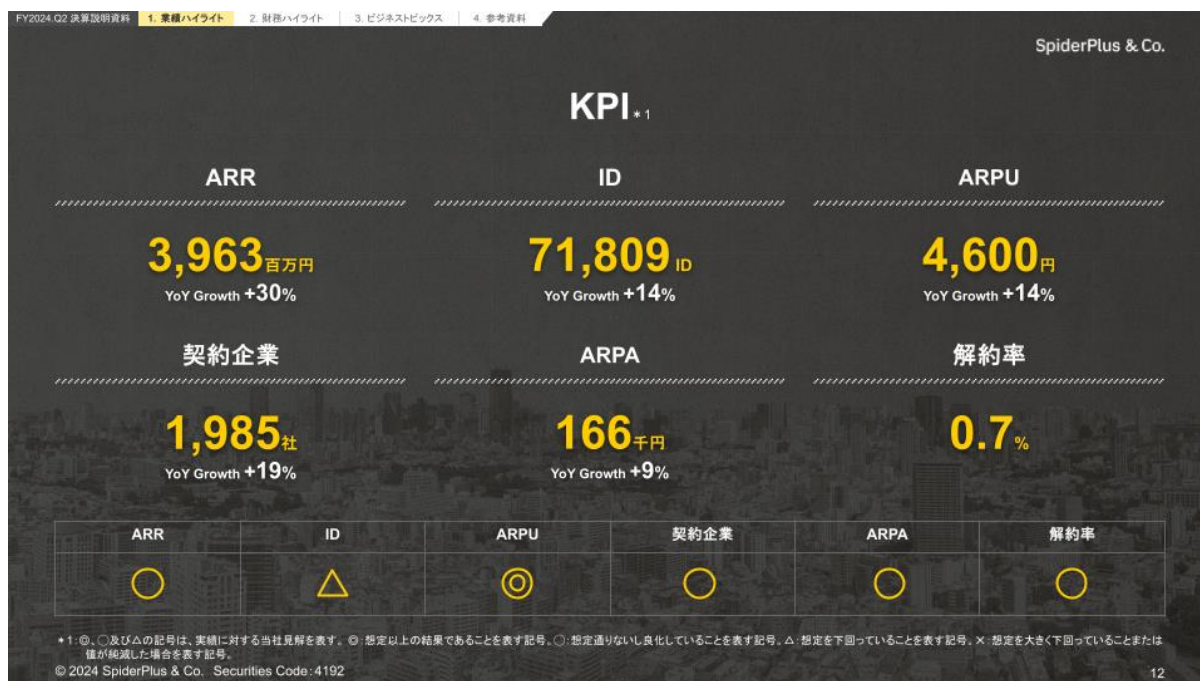 FY2024.Q2 決算説明資料 1. 業績ハイライト 2. 財務ハイライト 3. ビジネストピックス 4. 参考資料
SpiderPlus & Co.
KPI＊1
ARR ID ARPU
3,963百万円 71,809 ID 4,600円
YoY Growth +30% YoY Growth +14% YoY Growth +14%
契約企業 ARPA 解約率
1,985社 166千円 0.7%
YoY Growth +19% YoY Growth +9%
ARR ID ARPU 契約企業 ARPA 解約率
○ △ ◎ ○ ○ ○
＊1：◎、○及び△の記号は、実績に対する当社見解を表す。◎：想定以上の結果であることを表す記号。○：想定通りないし良化していることを表す記号。△：想定を下回っていることを表す記号。×：想定を大きく下回っていることまたは
値が純減した場合を表す記号。
© 2024 SpiderPlus & Co. Securities Code：4192
12